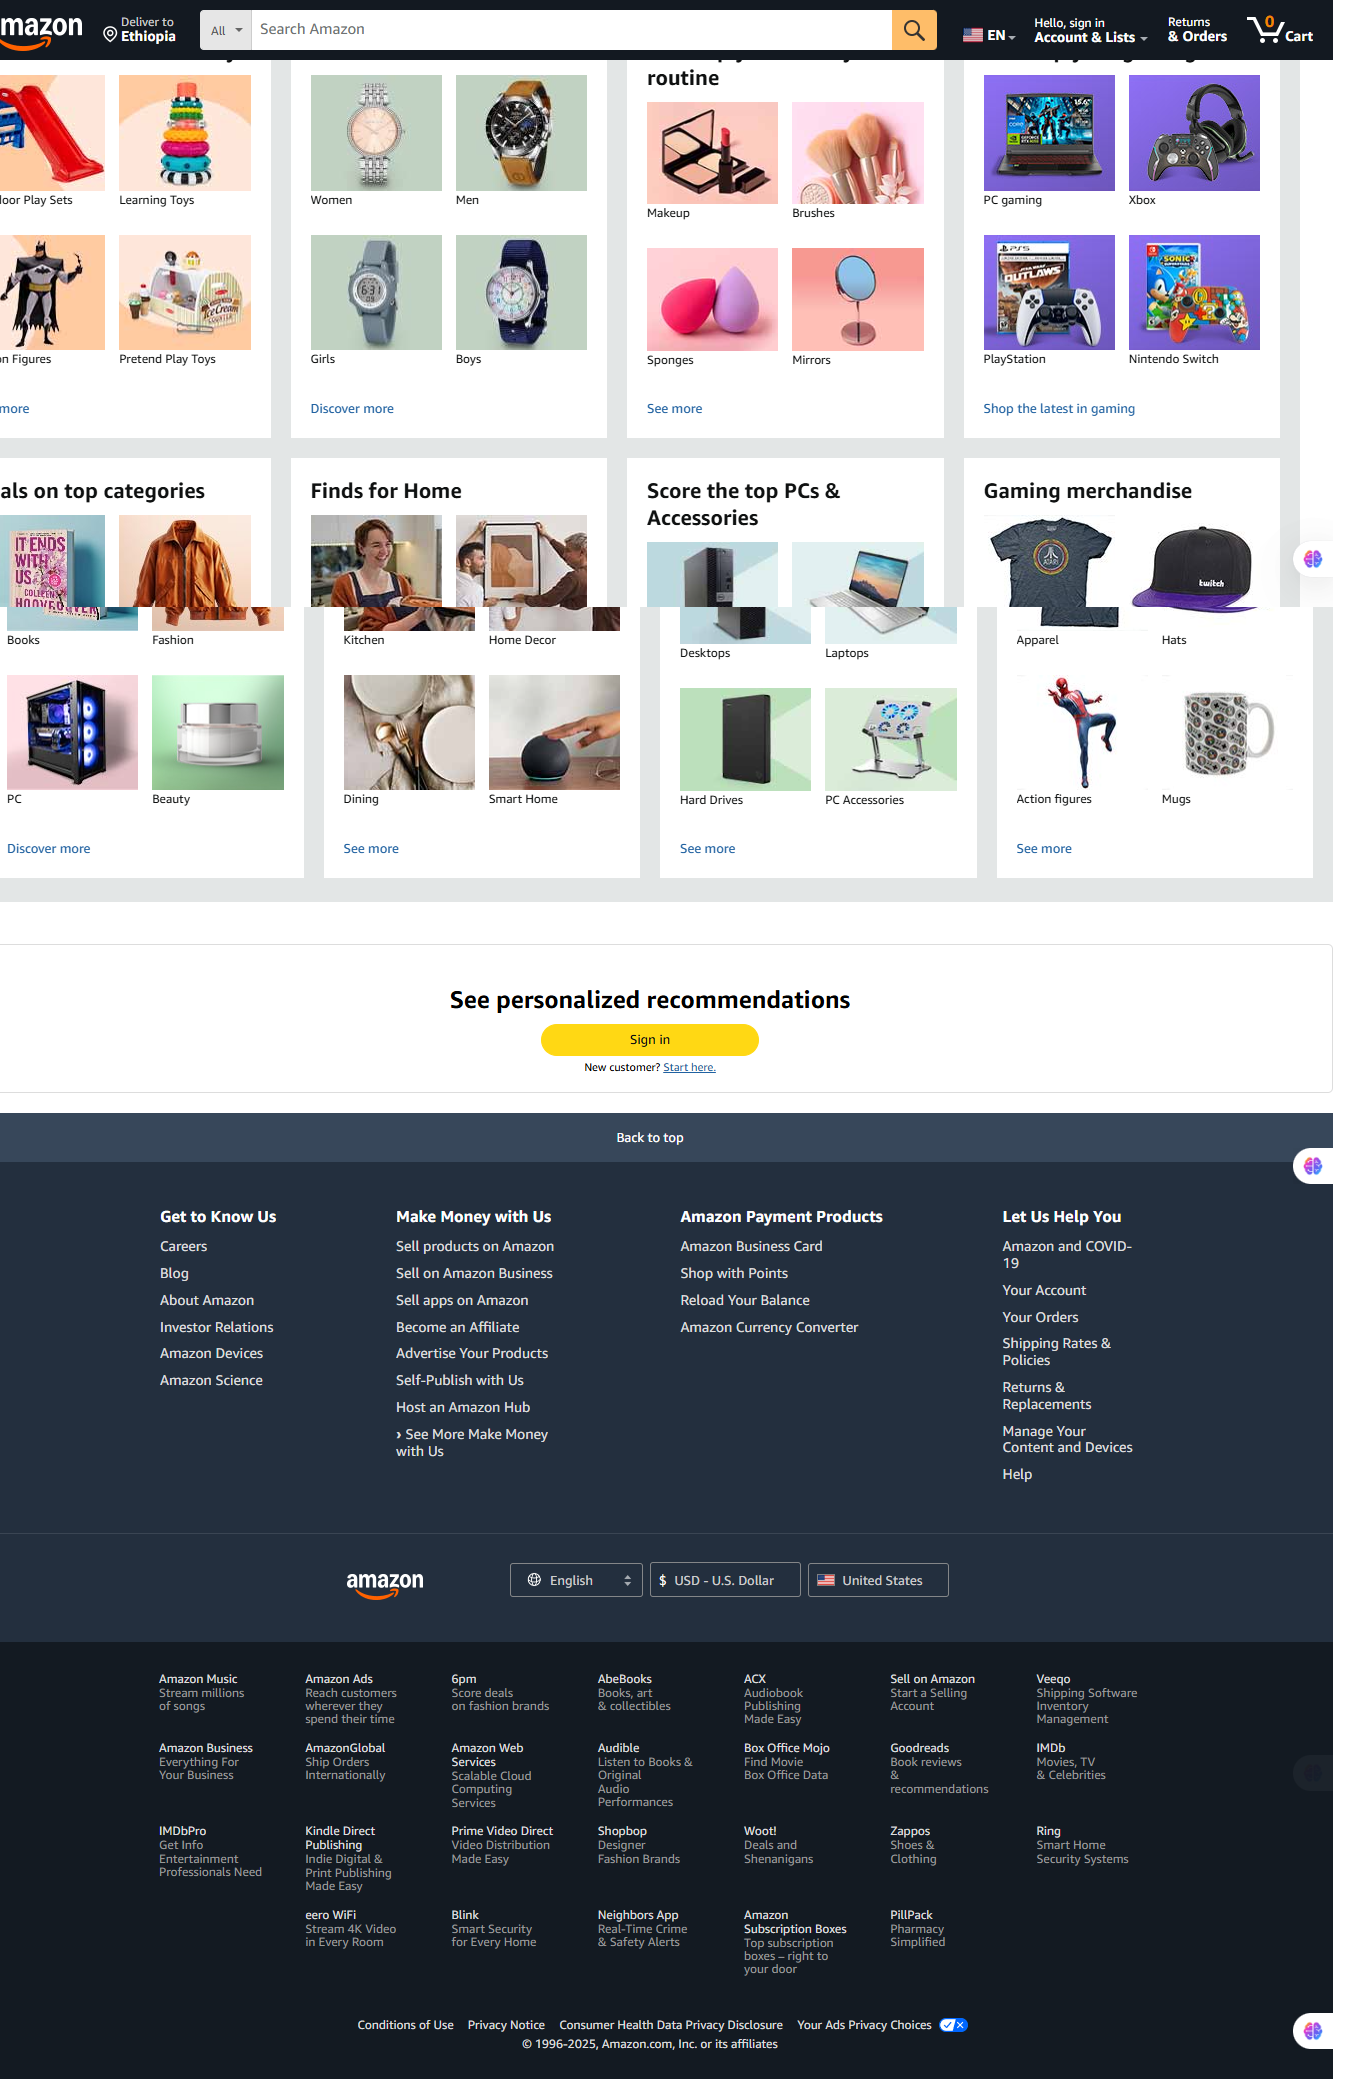 mazon
Deliver to
Ethiopia
All
Search Amazon
EN
Hello, sign in
Account & Lists
Returns
& Orders
0
Cart
routine
loor Play Sets
Learning Toys
Women
Men
Makeup
Brushes
PC gaming
Xbox
n Figures
Pretend Play Toys
Girls
Boys
Sponges
Mirrors
PlayStation
Nintendo Switch
more
Discover more
See more
Shop the latest in gaming
als on top categories
Finds for Home
Score the top PCs &
Accessories
Gaming merchandise
IT ENDS
WITH
US
COLLEEN
HOOVER
twitch
Books
Fashion
Kitchen
Home Decor
Desktops
Laptops
Apparel
Hats
PC
Beauty
Dining
Smart Home
Hard Drives
PC Accessories
Action figures
Mugs
Discover more
See more
See more
See more
See personalized recommendations
Sign in
New customer? Start here.
Back to top
Get to Know Us
Careers
Blog
About Amazon
Investor Relations
Amazon Devices
Amazon Science
Make Money with Us
Sell products on Amazon
Sell on Amazon Business
Sell apps on Amazon
Become an Affiliate
Advertise Your Products
Self-Publish with Us
Host an Amazon Hub
› See More Make Money
with Us
Amazon Payment Products
Amazon Business Card
Shop with Points
Reload Your Balance
Amazon Currency Converter
Let Us Help You
Amazon and COVID-
19
Your Account
Your Orders
Shipping Rates &
Policies
Returns &
Replacements
Manage Your
Content and Devices
Help
amazon
English
$ USD - U.S. Dollar
United States
Amazon Music
Stream millions
of songs
Amazon Ads
Reach customers
wherever they
spend their time
6pm
Score deals
on fashion brands
AbeBooks
Books, art
& collectibles
ACX
Audiobook
Publishing
Made Easy
Sell on Amazon
Start a Selling
Account
Veeqo
Shipping Software
Inventory
Management
Amazon Business
Everything For
Your Business
AmazonGlobal
Ship Orders
Internationally
Amazon Web
Services
Scalable Cloud
Computing
Services
Audible
Listen to Books &
Original
Audio
Performances
Box Office Mojo
Find Movie
Box Office Data
Goodreads
Book reviews
&
recommendations
IMDb
Movies, TV
& Celebrities
IMDbPro
Get Info
Entertainment
Professionals Need
Kindle Direct
Publishing
Indie Digital &
Print Publishing
Made Easy
Prime Video Direct
Video Distribution
Made Easy
Shopbop
Designer
Fashion Brands
Woot!
Deals and
Shenanigans
Zappos
Shoes &
Clothing
Ring
Smart Home
Security Systems
eero WiFi
Stream 4K Video
in Every Room
Blink
Smart Security
for Every Home
Neighbors App
Real-Time Crime
& Safety Alerts
Amazon
Subscription Boxes
Top subscription
boxes – right to
your door
PillPack
Pharmacy
Simplified
Conditions of Use
Privacy Notice
Consumer Health Data Privacy Disclosure
Your Ads Privacy Choices
© 1996-2025, Amazon.com, Inc. or its affiliates